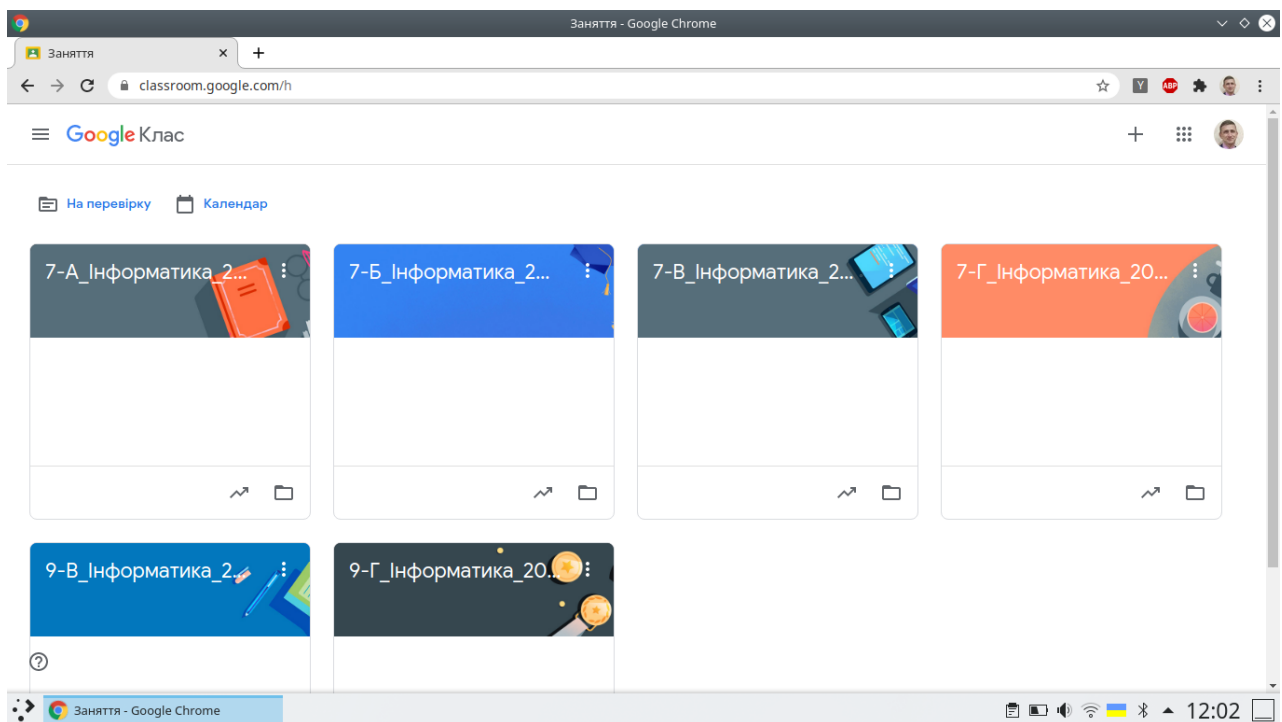 Заняття - Google Chrome
Заняття
classroom.google.com/h
Y ABP
Google Клас
На перевірку Календар
7-А_Інформатика_2... 7-Б_Інформатика_2... 7-В_Інформатика_2... 7-Г_Інформатика_20...
9-В_Інформатика_2... 9-Г_Інформатика_20...
Заняття - Google Chrome 12:02